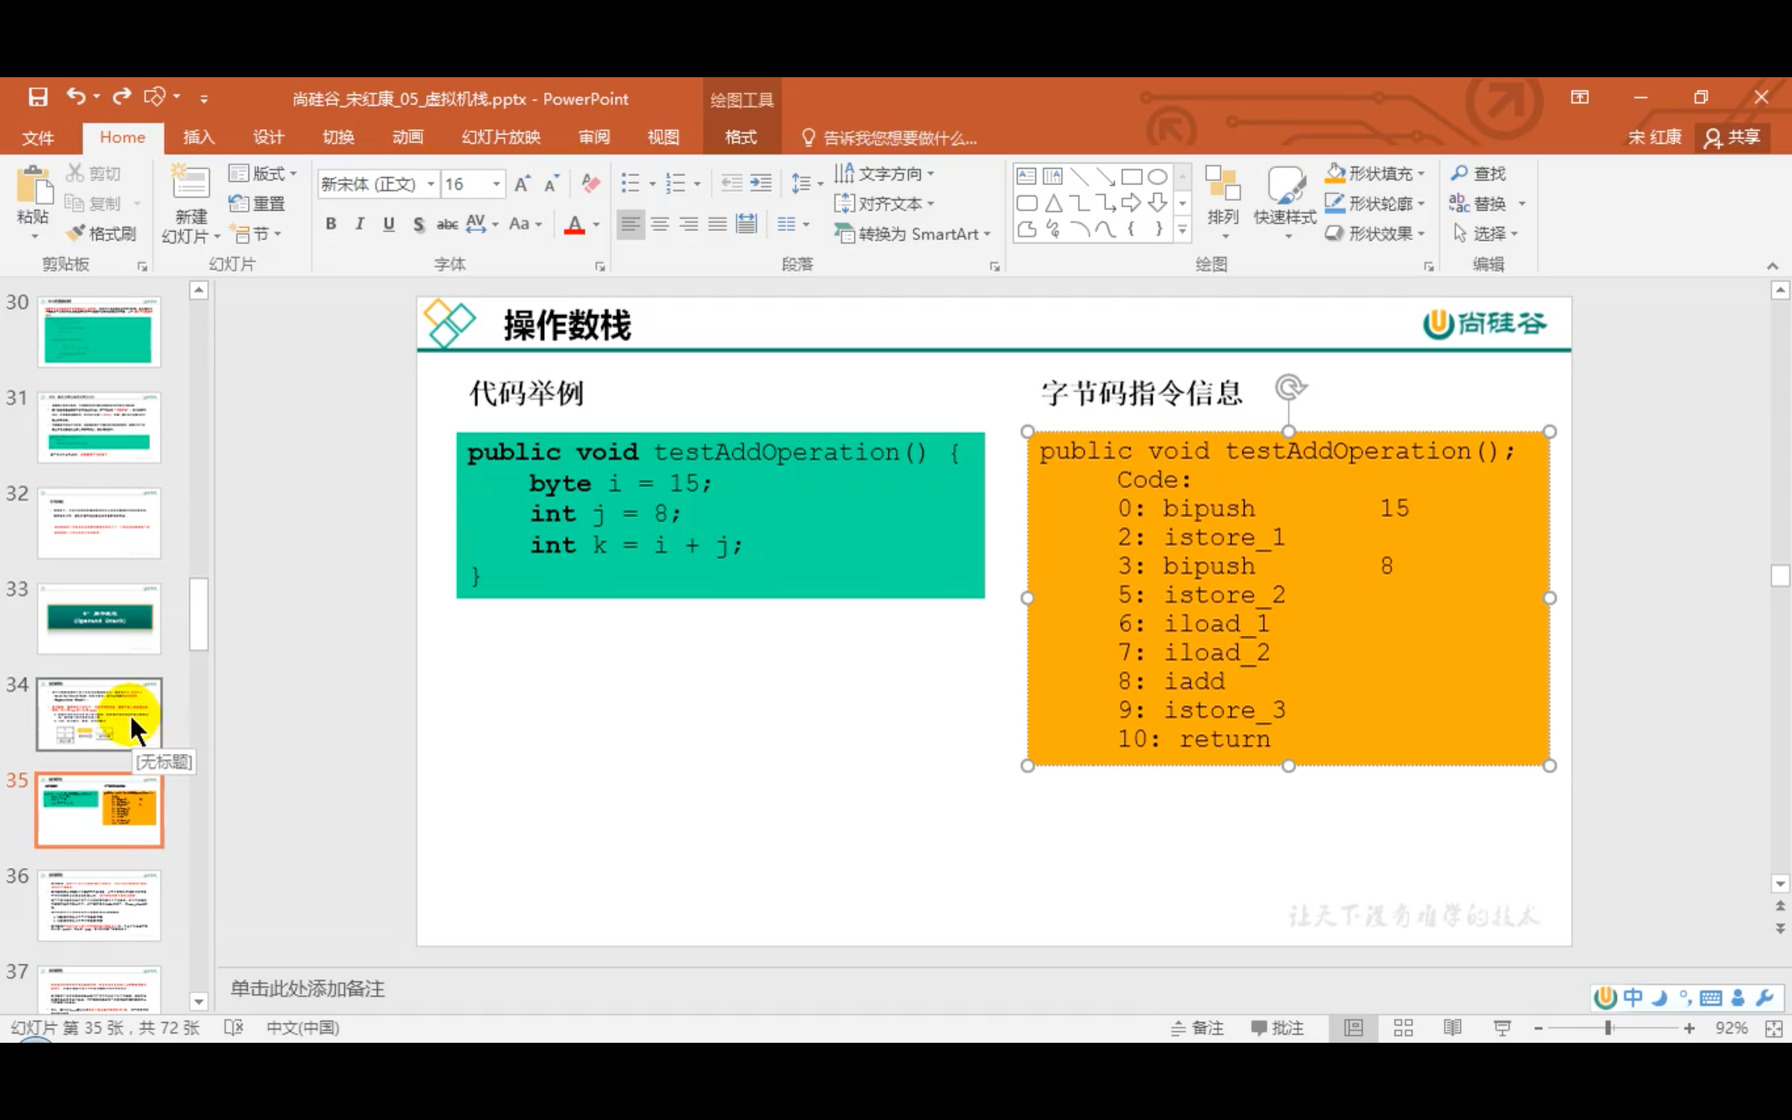 尚硅谷_宋红康_05_虚拟机栈.pptx - PowerPoint
绘图工具
文件
Home
插入
设计
切换
动画
幻灯片放映
审阅
视图
格式
告诉我您想要做什么...
宋 红康
共享
粘贴
剪切
复制
格式刷
剪贴板
新建
幻灯片
版式
重置
节
幻灯片
新宋体 (正文)
16
字体
文字方向
对齐文本
转换为 SmartArt
段落
排列
快速样式
形状填充
形状轮廓
形状效果
绘图
查找
替换
选择
编辑
30
31
32
33
34
[无标题]
35
36
37
操作数栈
尚硅谷
代码举例
字节码指令信息
public void testAddOperation() {
byte i = 15;
int j = 8;
int k = i + j;
}
public void testAddOperation();
Code:
0: bipush 15
2: istore_1
3: bipush 8
5: istore_2
6: iload_1
7: iload_2
8: iadd
9: istore_3
10: return
让天下没有难学的技术
单击此处添加备注
中
幻灯片 第 35 张，共 72 张
中文(中国)
备注
批注
92%